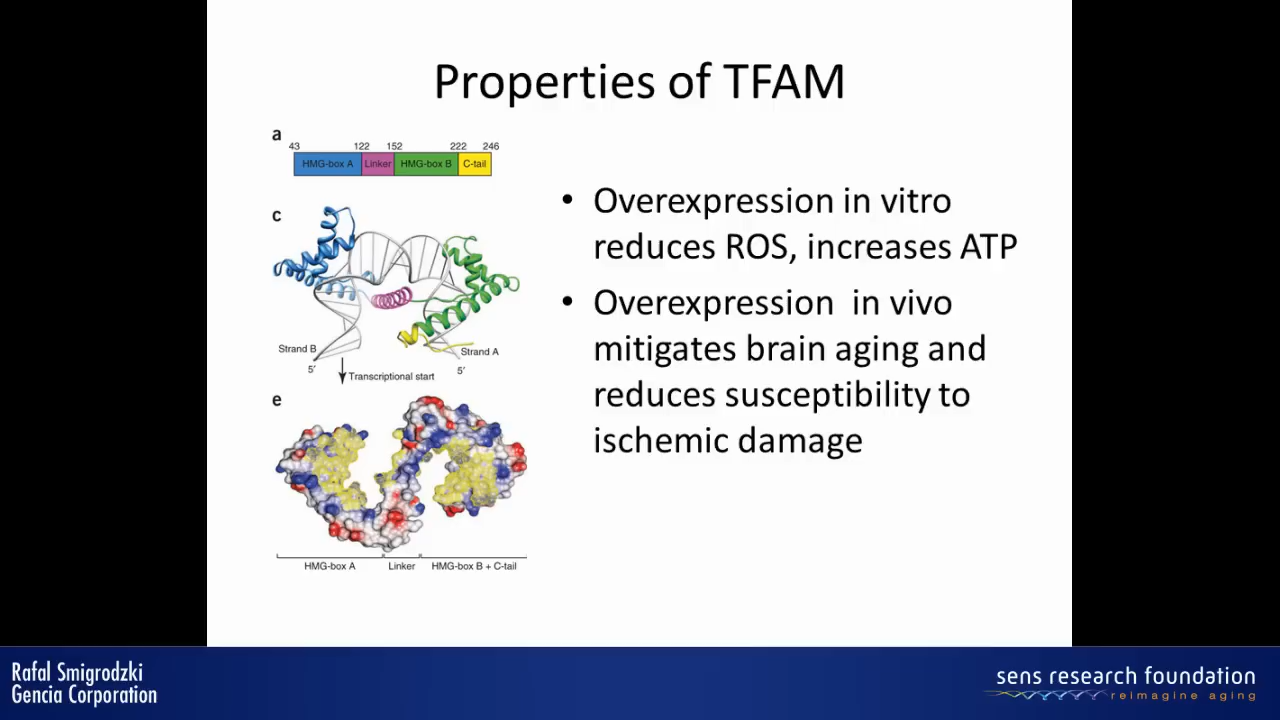 Properties of TFAM
a
43 122 152 222 246
HMG-box A Linker HMG-box B C-tail
c
Strand B
5′
Strand A
5′
Transcriptional start
e
HMG-box A Linker HMG-box B + C-tail
• Overexpression in vitro
reduces ROS, increases ATP
• Overexpression in vivo
mitigates brain aging and
reduces susceptibility to
ischemic damage
Rafal Smigrodzki
Gencia Corporation
sens research foundation
reimagine aging